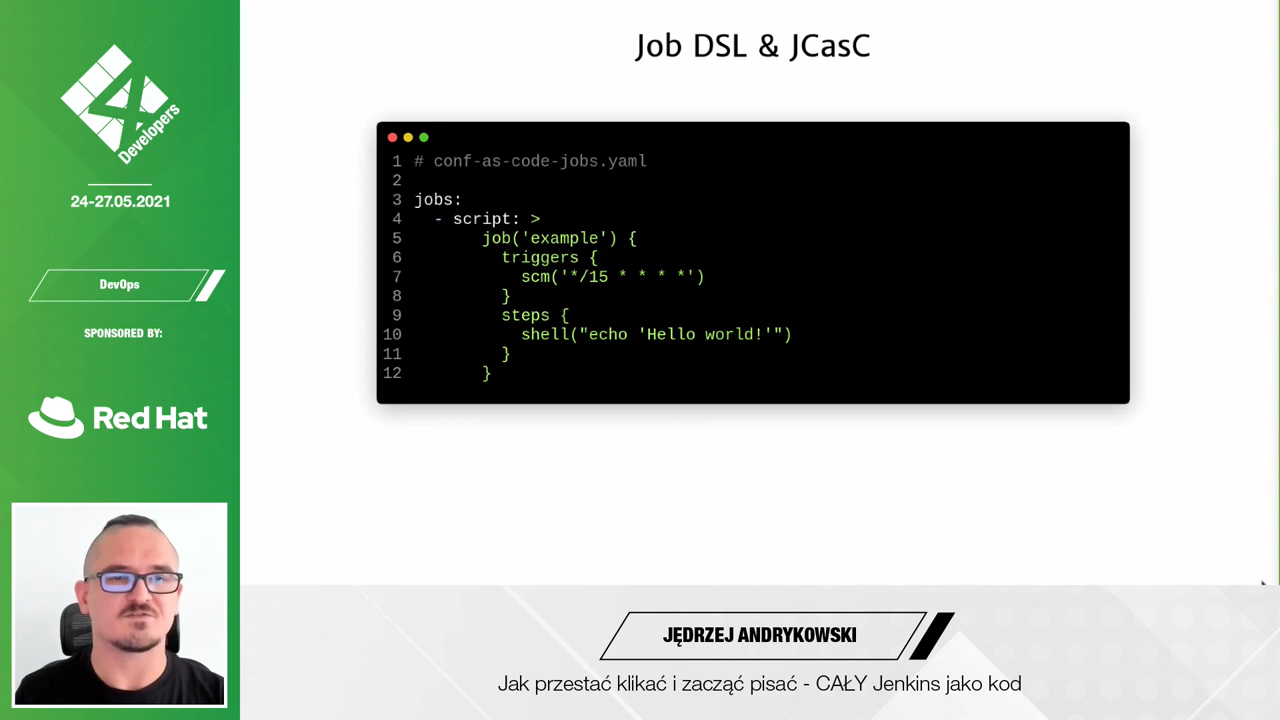 4
Developers
24-27.05.2021
DevOps
SPONSORED BY:
Red Hat
Job DSL & JCasC
1 # conf-as-code-jobs.yaml
2
3 jobs:
4   - script: >
5        job('example') {
6          triggers {
7            scm('*/15 * * * *')
8          }
9          steps {
10            shell("echo 'Hello world!'")
11          }
12        }
JĘDRZEJ ANDRYKOWSKI
Jak przestać klikać i zacząć pisać - CAŁY Jenkins jako kod